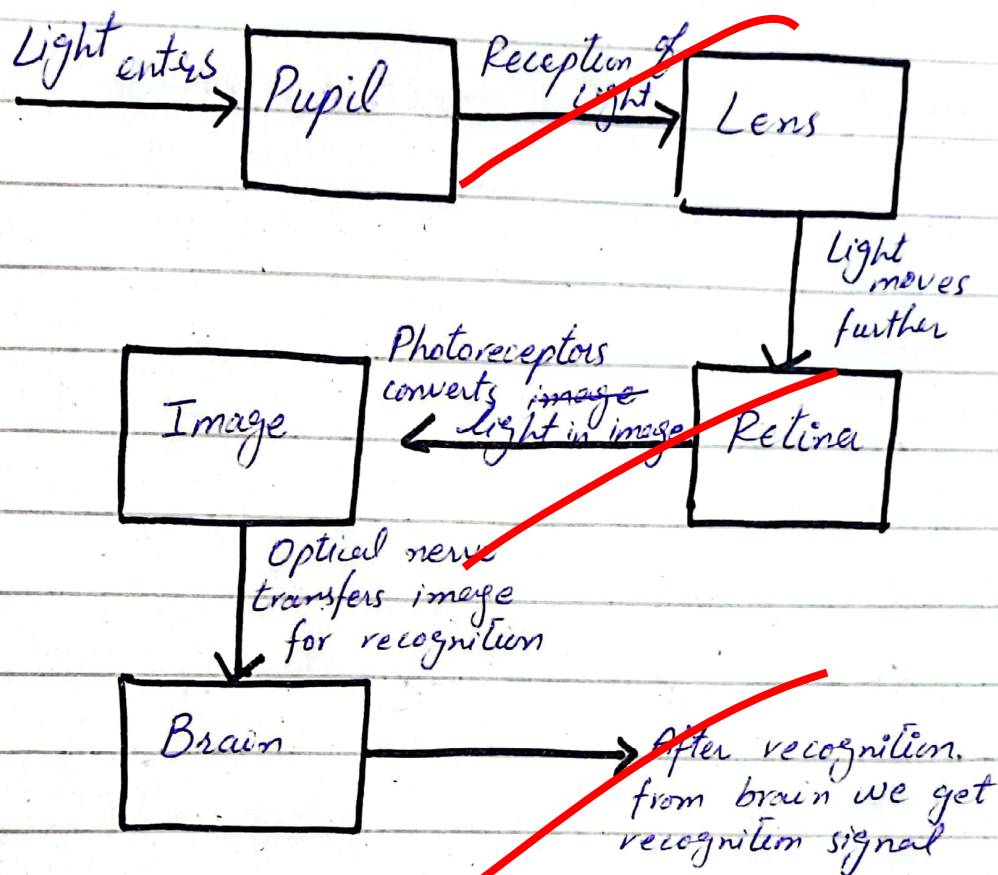 Light enters
Pupil
Reception of
light
Lens
Light
moves
further
Retina
Photoreceptors
converts image
light in image
Image
Optical nerve
transfers image
for recognition
Brain
After recognition.
from brain we get
recognition signal